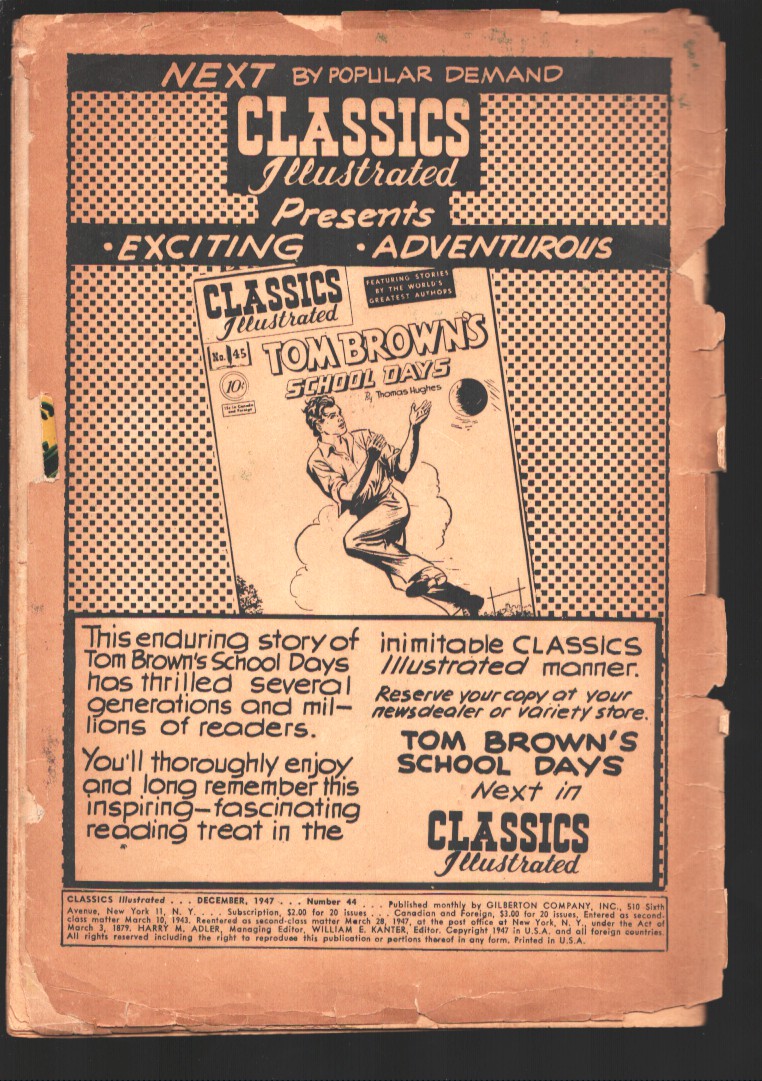 NEXT BY POPULAR DEMAND
CLASSICS
Illustrated
Presents
• EXCITING • ADVENTUROUS
CLASSICS
Illustrated
FEATURING STORIES
BY THE WORLD'S
GREATEST AUTHORS
No. 45
TOM BROWN'S
SCHOOL DAYS
By Thomas Hughes
10¢
15c in Canada
and Foreign
This enduring story of
Tom Brown's School Days
has thrilled several
generations and mil-
lions of readers.
You'll thoroughly enjoy
and long remember this
inspiring-fascinating
reading treat in the
inimitable CLASSICS
Illustrated manner.
Reserve your copy at your
newsdealer or variety store.
TOM BROWN'S
SCHOOL DAYS
Next in
CLASSICS
Illustrated
CLASSICS Illustrated . . . DECEMBER, 1947 . . . Number 44 . . . Published monthly by GILBERTON COMPANY, INC., 510 Sixth
Avenue, New York 11, N. Y. . . . Subscription, $2.00 for 20 issues . . . Canadian and Foreign, $3.00 for 20 issues, Entered as second-
class matter March 10, 1943. Reentered as second-class matter March 28, 1947, at the post office at New York, N. Y., under the Act of
March 3, 1879. HARRY M. ADLER, Managing Editor, WILLIAM E. KANTER, Editor. Copyright 1947 in U.S.A. and all foreign countries.
All rights reserved including the right to reproduce this publication or portions thereof in any form. Printed in U.S.A.